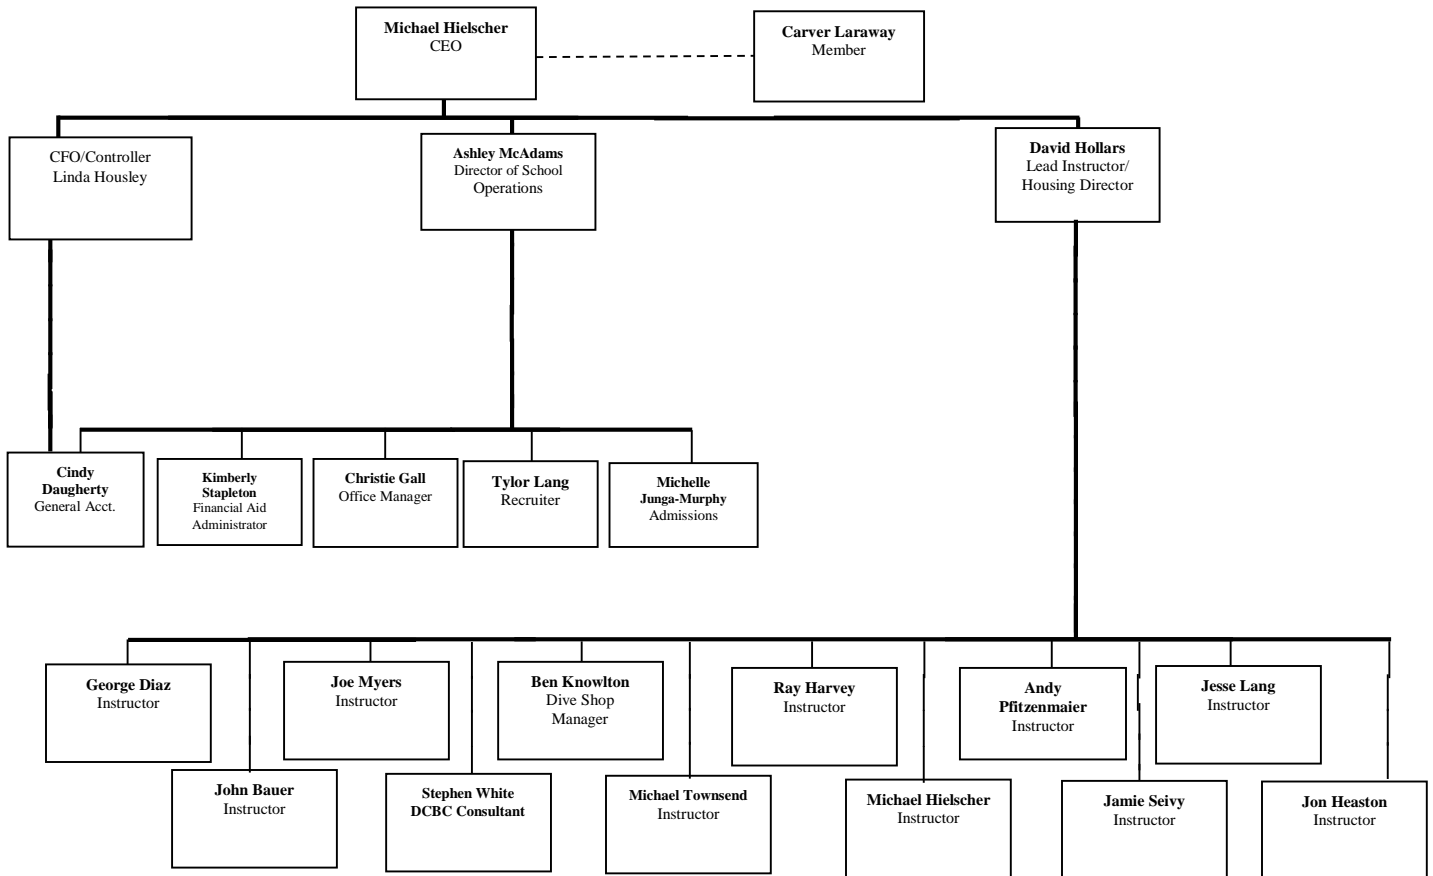 Michael Hielscher
CEO
Carver Laraway
Member
CFO/Controller
Linda Housley
Ashley McAdams
Director of School
Operations
David Hollars
Lead Instructor/
Housing Director
Cindy
Daugherty
General Acct.
Kimberly
Stapleton
Financial Aid
Administrator
Christie Gall
Office Manager
Tylor Lang
Recruiter
Michelle
Junga-Murphy
Admissions
George Diaz
Instructor
Joe Myers
Instructor
Ben Knowlton
Dive Shop
Manager
Ray Harvey
Instructor
Andy
Pfitzenmaier
Instructor
Jesse Lang
Instructor
John Bauer
Instructor
Stephen White
DCBC Consultant
Michael Townsend
Instructor
Michael Hielscher
Instructor
Jamie Seivy
Instructor
Jon Heaston
Instructor